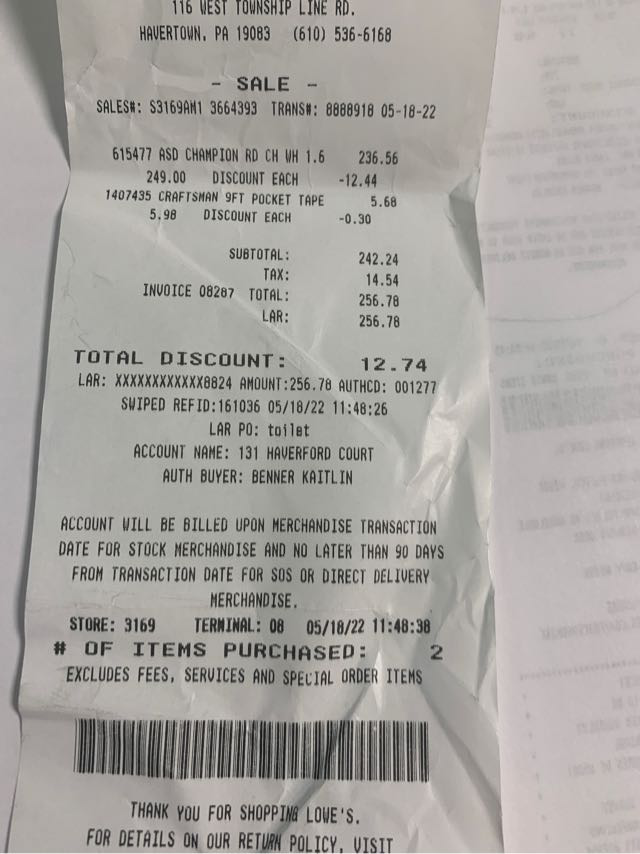 116 WEST TOWNSHIP LINE RD.
HAVERTOWN, PA 19083 (610) 536-6168
- SALE -
SALES#: S3169AM1 3664393 TRANS#: 8888918 05-18-22
615477 ASD CHAMPION RD CH WH 1.6 236.56
249.00 DISCOUNT EACH -12.44
1407435 CRAFTSMAN 9FT POCKET TAPE 5.68
5.98 DISCOUNT EACH -0.30
SUBTOTAL: 242.24
TAX: 14.54
INVOICE 08287 TOTAL: 256.78
LAR: 256.78
TOTAL DISCOUNT: 12.74
LAR: XXXXXXXXXXXX8824 AMOUNT:256.78 AUTHCD: 001277
SWIPED REFID:161036 05/18/22 11:48:26
LAR PO: toilet
ACCOUNT NAME: 131 HAVERFORD COURT
AUTH BUYER: BENNER KAITLIN
ACCOUNT WILL BE BILLED UPON MERCHANDISE TRANSACTION
DATE FOR STOCK MERCHANDISE AND NO LATER THAN 90 DAYS
FROM TRANSACTION DATE FOR SOS OR DIRECT DELIVERY
MERCHANDISE.
STORE: 3169 TERMINAL: 08 05/18/22 11:48:38
# OF ITEMS PURCHASED: 2
EXCLUDES FEES, SERVICES AND SPECIAL ORDER ITEMS
THANK YOU FOR SHOPPING LOWE'S.
FOR DETAILS ON OUR RETURN POLICY, VISIT